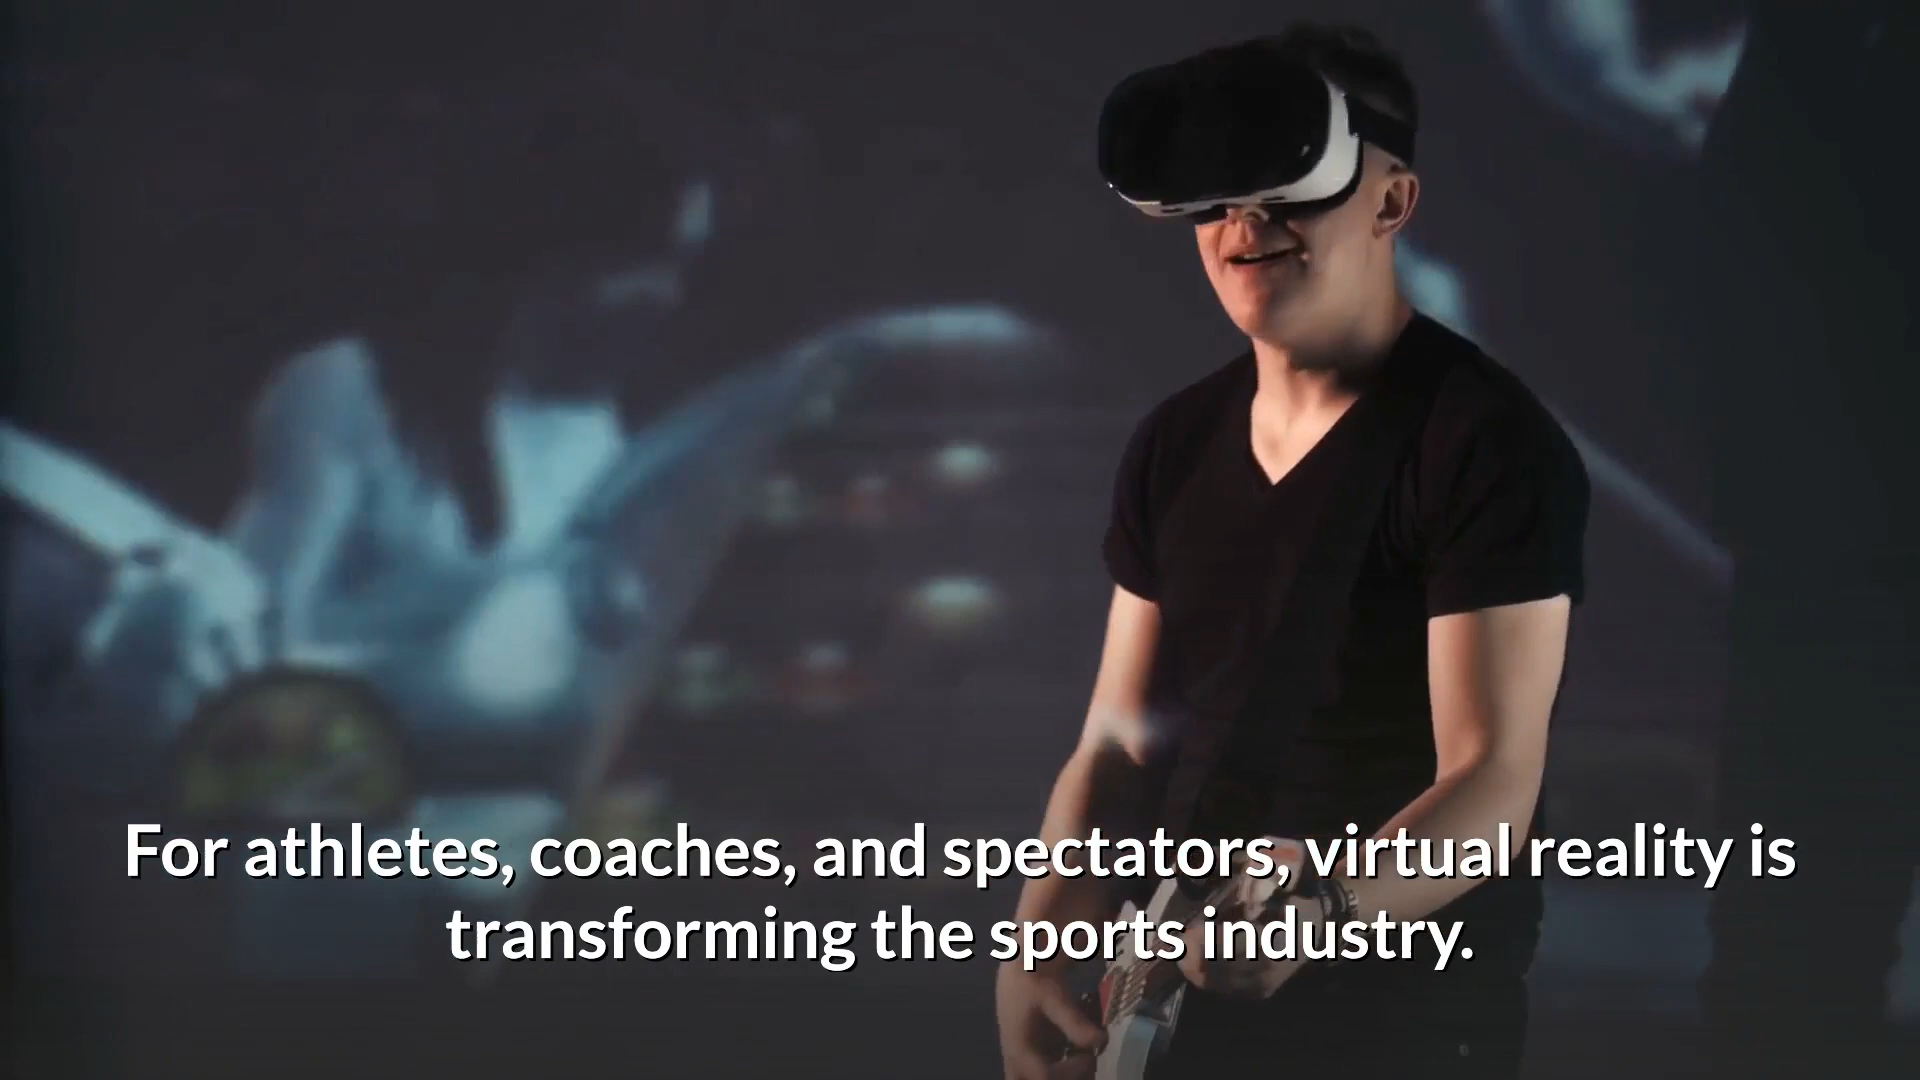 For athletes, coaches, and spectators, virtual reality is
transforming the sports industry.